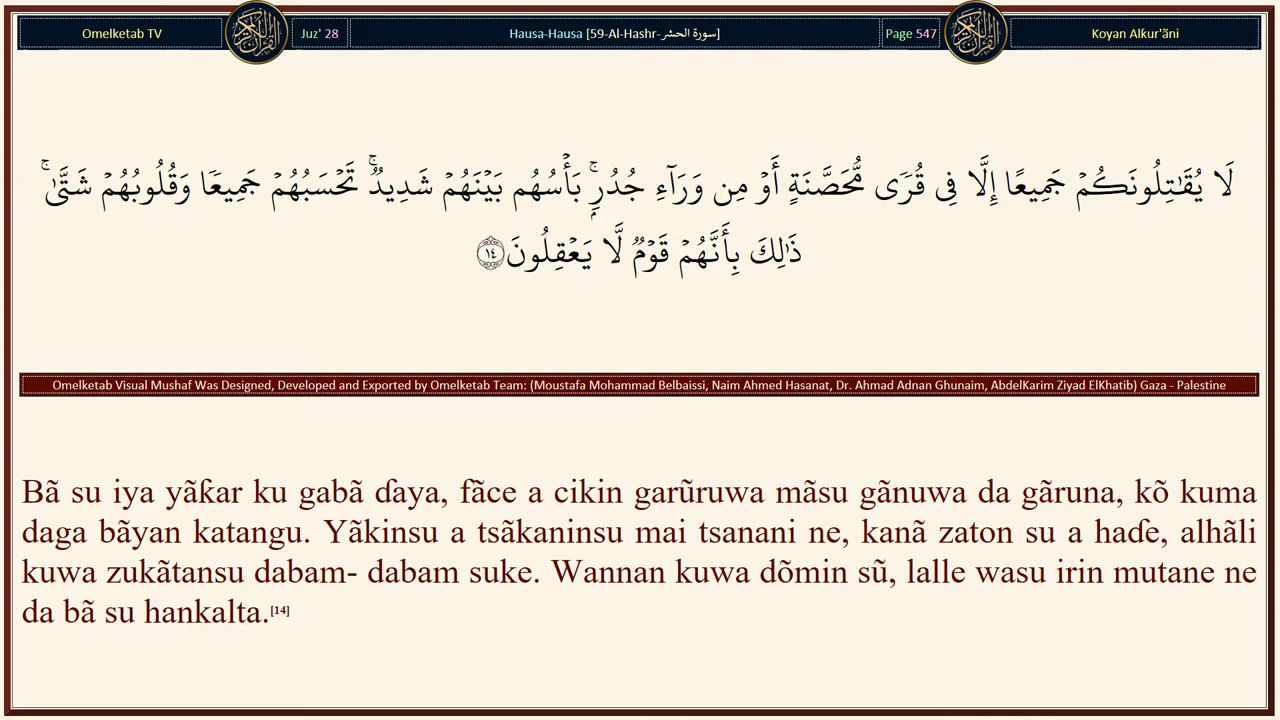 Omelketab TV
Juz' 28
Hausa-Hausa [59-Al-Hashr-سورة الحشر]
Page 547
Koyan Alƙur'ãni
لَا يُقَٰتِلُونَكُمۡ جَمِيعًا إِلَّا فِي قُرٗى مُّحَصَّنَةٍ أَوۡ مِن وَرَآءِ جُدُرِۭۚ بَأۡسُهُم بَيۡنَهُمۡ شَدِيدٞۚ تَحۡسَبُهُمۡ جَمِيعٗا وَقُلُوبُهُمۡ شَتَّىٰۚ
ذَٰلِكَ بِأَنَّهُمۡ قَوۡمٞ لَّا يَعۡقِلُونَ ١٤
Omelketab Visual Mushaf Was Designed, Developed and Exported by Omelketab Team: (Moustafa Mohammad Belbaissi, Naim Ahmed Hasanat, Dr. Ahmad Adnan Ghunaim, AbdelKarim Ziyad ElKhatib) Gaza - Palestine
Bã su iya yãƙar ku gabã ɗaya, fãce a cikin garũruwa mãsu gãnuwa da gãruna, kõ kuma
daga bãyan katangu. Yãkinsu a tsãkaninsu mai tsanani ne, kanã zaton su a haɗe, alhãli
kuwa zukãtansu dabam- dabam suke. Wannan kuwa dõmin sũ, lalle wasu irin mutane ne
da bã su hankalta.[14]